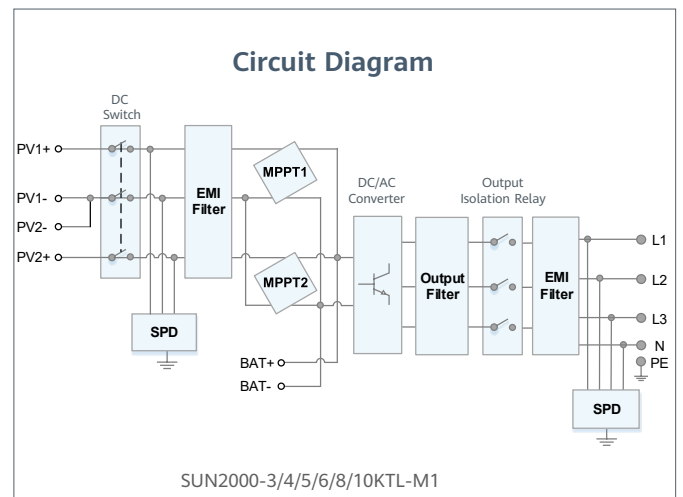 Circuit Diagram
DC
Switch
PV1+
PV1-
PV2-
PV2+
EMI
Filter
MPPT1
MPPT2
SPD
BAT+
BAT-
DC/AC
Converter
Output
Filter
Output
Isolation Relay
EMI
Filter
L1
L2
L3
N
PE
SPD
SUN2000-3/4/5/6/8/10KTL-M1